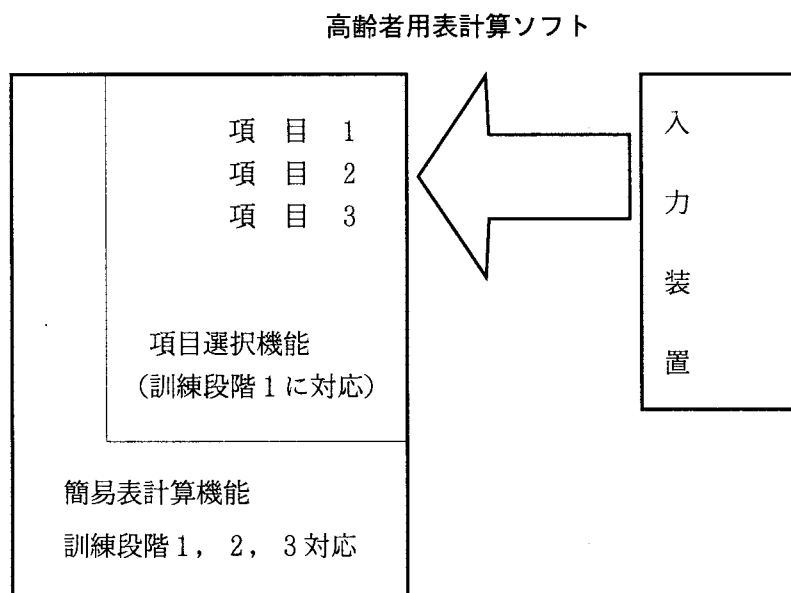 高齢者用表計算ソフト
項 目 1
項 目 2
項 目 3
項目選択機能
(訓練段階1に対応)
簡易表計算機能
訓練段階1, 2, 3対応
入
力
装
置